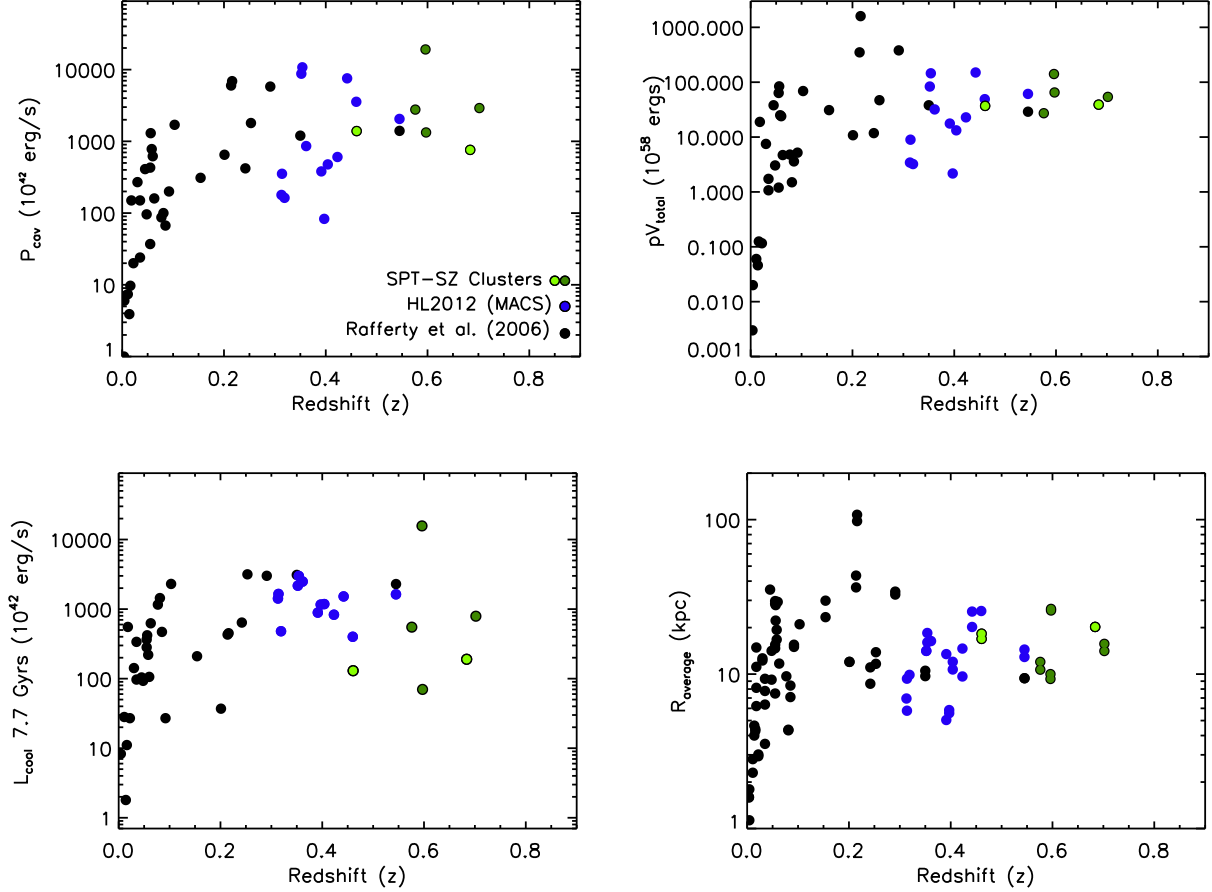 P_cav (10^42 erg/s)
10000
1000
100
10
1
SPT-SZ Clusters
HL2012 (MACS)
Rafferty et al. (2006)
0.0 0.2 0.4 0.6 0.8
Redshift (z)
pV_total (10^58 ergs)
1000.000
100.000
10.000
1.000
0.100
0.010
0.001
0.0 0.2 0.4 0.6 0.8
Redshift (z)
L_cool 7.7 Gyrs (10^42 erg/s)
10000
1000
100
10
1
0.0 0.2 0.4 0.6 0.8
Redshift (z)
R_average (kpc)
100
10
1
0.0 0.2 0.4 0.6 0.8
Redshift (z)